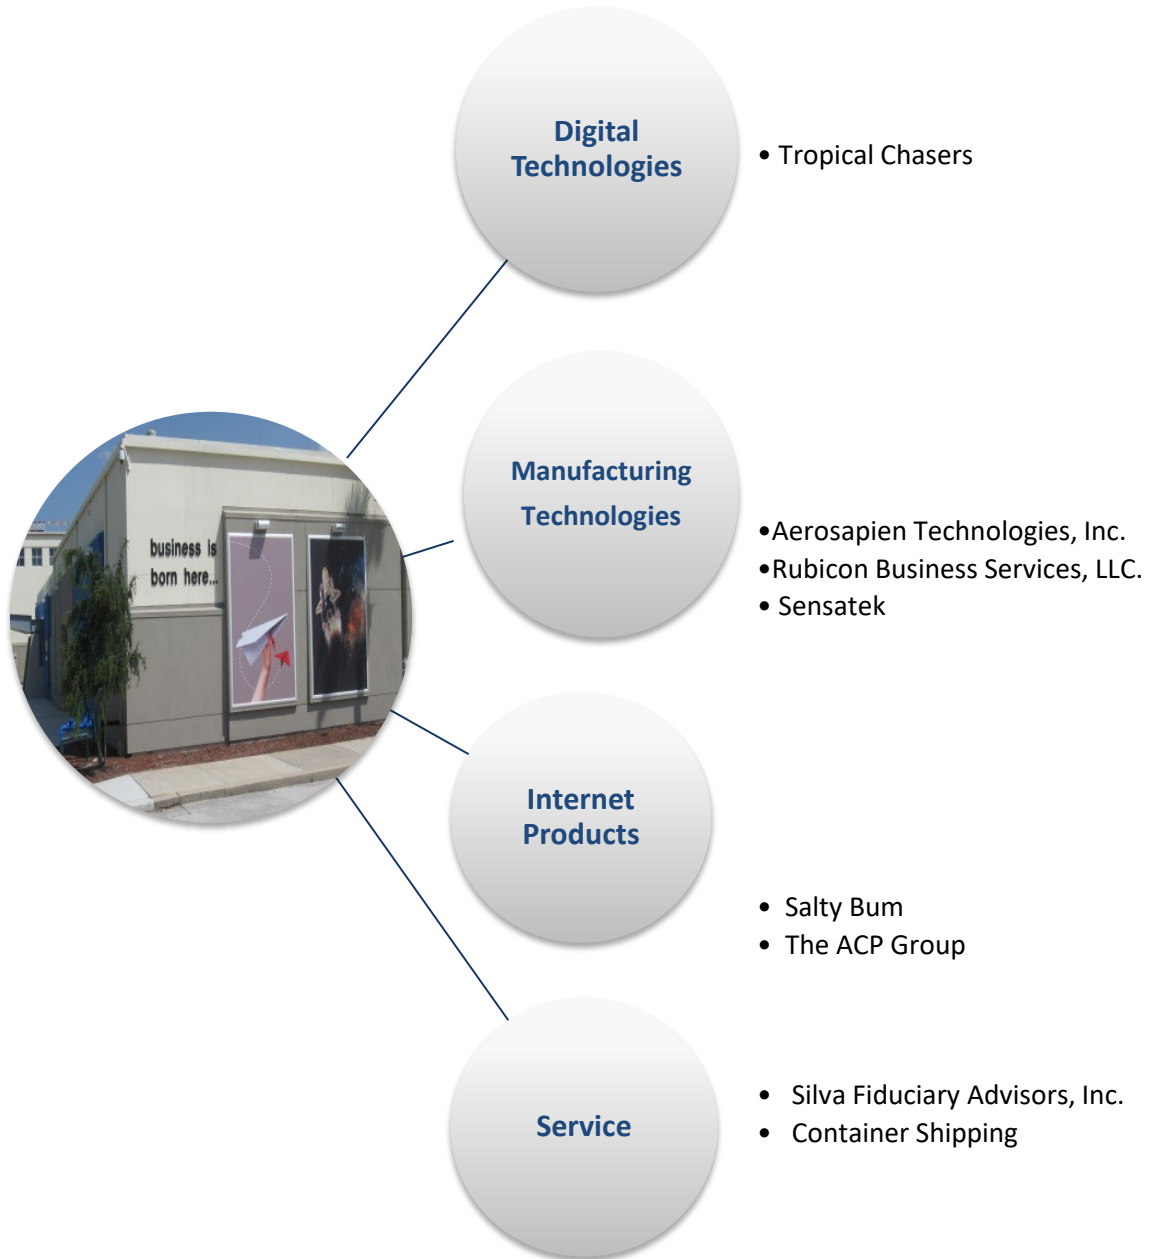 Digital
Technologies
• Tropical Chasers
Manufacturing
Technologies
•Aerosapien Technologies, Inc.
•Rubicon Business Services, LLC.
• Sensatek
business is
born here...
Internet
Products
• Salty Bum
• The ACP Group
Service
• Silva Fiduciary Advisors, Inc.
• Container Shipping